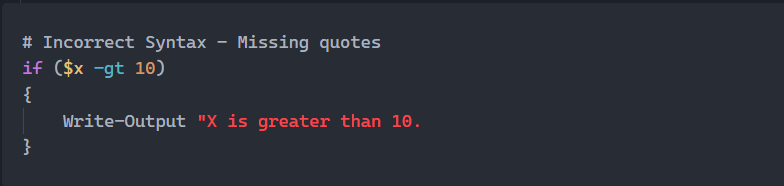 # Incorrect Syntax - Missing quotes
if ($x -gt 10)
{
    Write-Output "X is greater than 10.
}